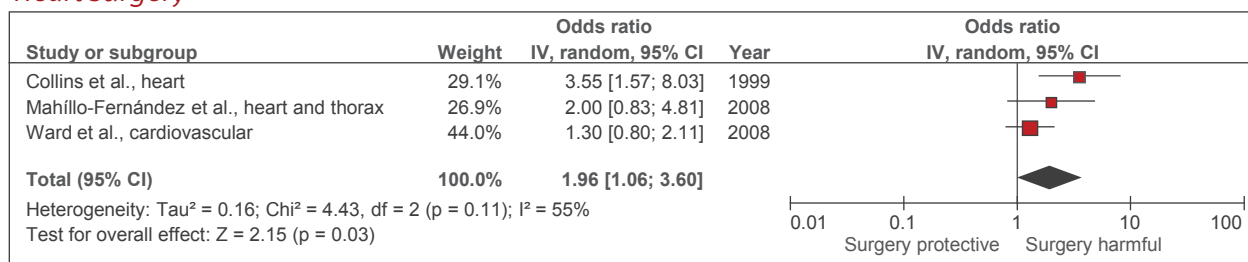 Heart surgery
Odds ratio Odds ratio
Study or subgroup Weight IV, random, 95% CI Year IV, random, 95% CI
Collins et al., heart 29.1% 3.55 [1.57; 8.03] 1999
Mahíllo-Fernández et al., heart and thorax 26.9% 2.00 [0.83; 4.81] 2008
Ward et al., cardiovascular 44.0% 1.30 [0.80; 2.11] 2008
Total (95% CI) 100.0% 1.96 [1.06; 3.60]
Heterogeneity: Tau² = 0.16; Chi² = 4.43, df = 2 (p = 0.11); I² = 55%
Test for overall effect: Z = 2.15 (p = 0.03)
0.01 0.1 1 10 100
Surgery protective Surgery harmful